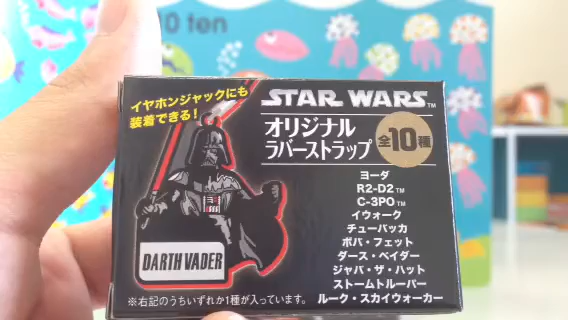 10 ten
イヤホンジャックにも
装着できる!
STAR WARS™
オリジナル
ラバーストラップ
全10種
ヨーダ
R2-D2™
C-3PO™
イウォーク
チューバッカ
ボバ・フェット
ダース・ベイダー
ジャバ・ザ・ハット
ストームトルーパー
ルーク・スカイウォーカー
DARTH VADER
※右記のうちいずれか1種が入っています。